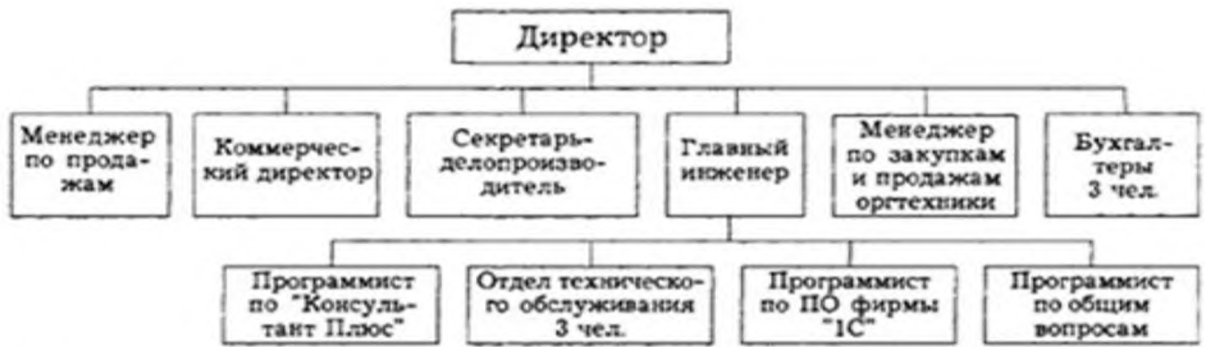 Директор
Менеджер
по прода-
жам
Коммерчес-
кий директор
Секретарь-
делопроизво-
дитель
Главный
инженер
Менеджер
по закупкам
и продажам
оргтехники
Бухгал-
теры
3 чел.
Программист
по "Консуль-
тант Плюс"
Отдел техническо-
го обслуживания
3 чел.
Программист
по ПО фирмы
"1С"
Программист
по общим
вопросам